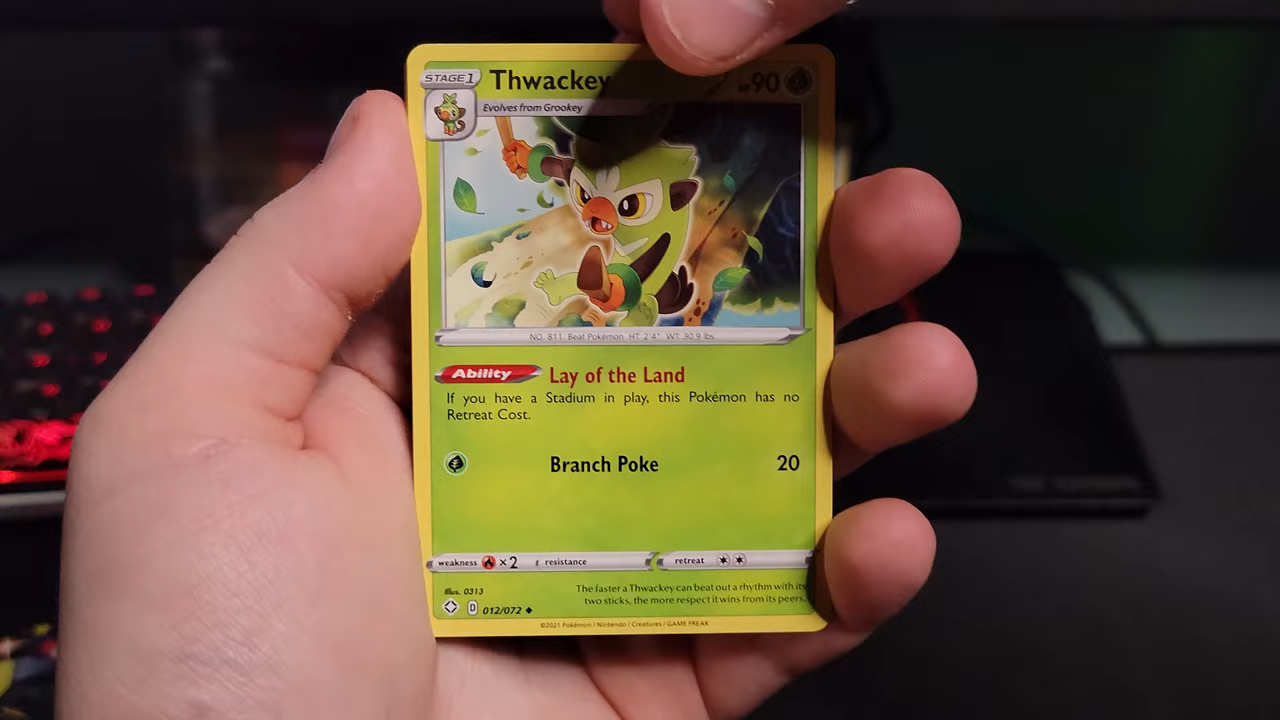 STAGE 1 Thwackey HP 90
Evolves from Grookey
NO. 811 Beat Pokémon HT: 2'4" WT: 30.9 lbs.
Ability Lay of the Land
If you have a Stadium in play, this Pokémon has no
Retreat Cost.
Branch Poke 20
weakness ×2 resistance retreat
Illus. 0313
The faster a Thwackey can beat out a rhythm with its
two sticks, the more respect it wins from its peers.
D 012/072
©2021 Pokémon / Nintendo / Creatures / GAME FREAK